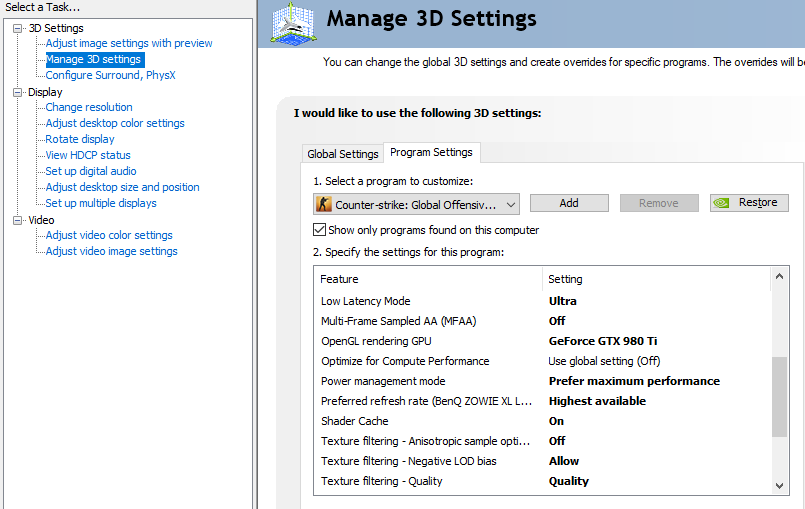 Select a Task...
3D Settings
Adjust image settings with preview
Manage 3D settings
Configure Surround, PhysX
Display
Change resolution
Adjust desktop color settings
Rotate display
View HDCP status
Set up digital audio
Adjust desktop size and position
Set up multiple displays
Video
Adjust video color settings
Adjust video image settings
Manage 3D Settings
You can change the global 3D settings and create overrides for specific programs. The overrides will be
I would like to use the following 3D settings:
Global Settings Program Settings
1. Select a program to customize:
Counter-strike: Global Offensiv... Add Remove Restore
Show only programs found on this computer
2. Specify the settings for this program:
Feature Setting
Low Latency Mode Ultra
Multi-Frame Sampled AA (MFAA) Off
OpenGL rendering GPU GeForce GTX 980 Ti
Optimize for Compute Performance Use global setting (Off)
Power management mode Prefer maximum performance
Preferred refresh rate (BenQ ZOWIE XL L... Highest available
Shader Cache On
Texture filtering - Anisotropic sample opti... Off
Texture filtering - Negative LOD bias Allow
Texture filtering - Quality Quality